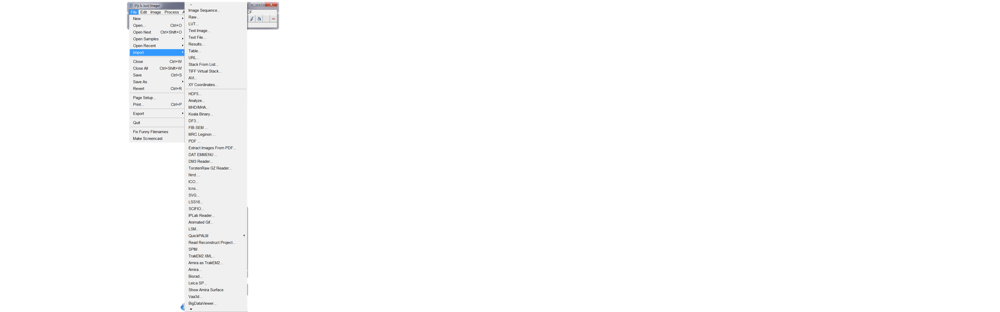 (Fiji Is Just) ImageJ
File Edit Image Process A CF
>>
New
Open... Ctrl+O
Open Next Ctrl+Shift+O
Open Samples
Open Recent
Import
Close Ctrl+W
Close All Ctrl+Shift+W
Save Ctrl+S
Save As
Revert Ctrl+R
Page Setup...
Print... Ctrl+P
Export
Quit
Fix Funny Filenames
Make Screencast
Image Sequence...
Raw...
LUT...
Text Image...
Text File...
Results...
Table...
URL...
Stack From List...
TIFF Virtual Stack...
AVI...
XY Coordinates...
HDF5...
Analyze...
MHD/MHA...
Koala Binary...
DF3...
FIB-SEM ...
MRC Leginon ...
PDF ...
Extract Images From PDF...
DAT EMMENU ...
DM3 Reader...
TorstenRaw GZ Reader...
Nrrd ...
ICO...
Icns...
SVG...
LSS16...
SCIFIO...
IPLab Reader...
Animated Gif...
LSM...
QuickPALM
Read Reconstruct Project...
SPIM
TrakEM2 XML...
Amira as TrakEM2...
Amira...
Biorad...
Leica SP...
Show Amira Surface
Vaa3d...
BigDataViewer...